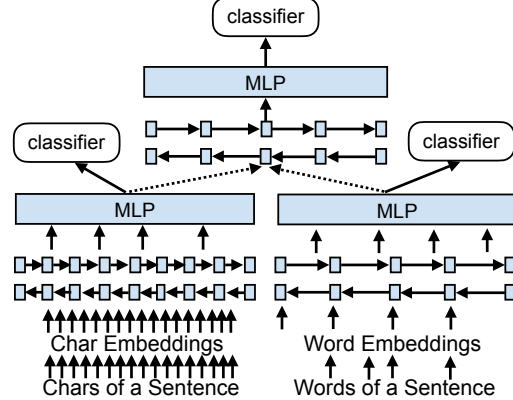 classifier
MLP
classifier
classifier
MLP
MLP
Char Embeddings
Word Embeddings
Chars of a Sentence
Words of a Sentence